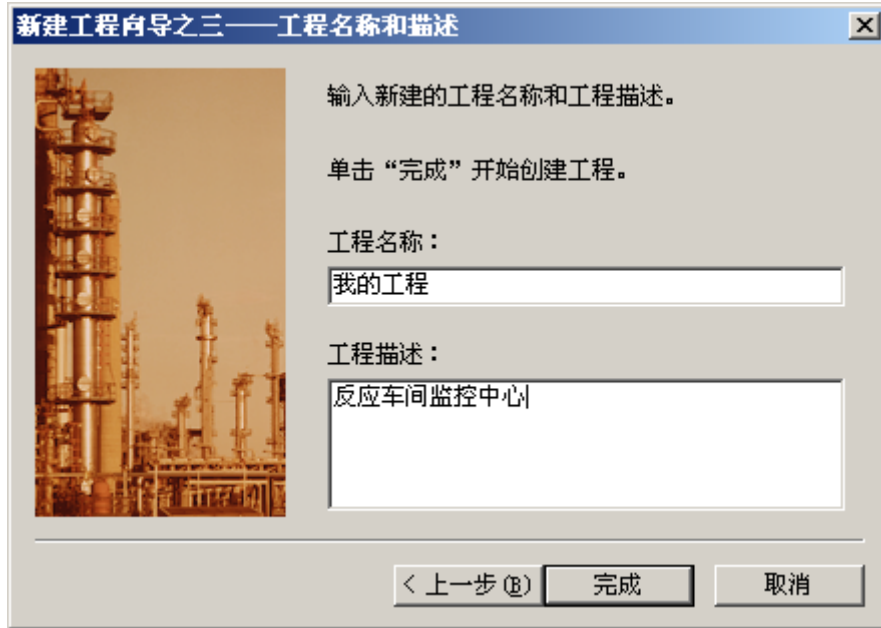 新建工程向导之三——工程名称和描述
输入新建的工程名称和工程描述。
单击“完成”开始创建工程。
工程名称：
我的工程
工程描述：
反应车间监控中心
< 上一步(B) 完成 取消